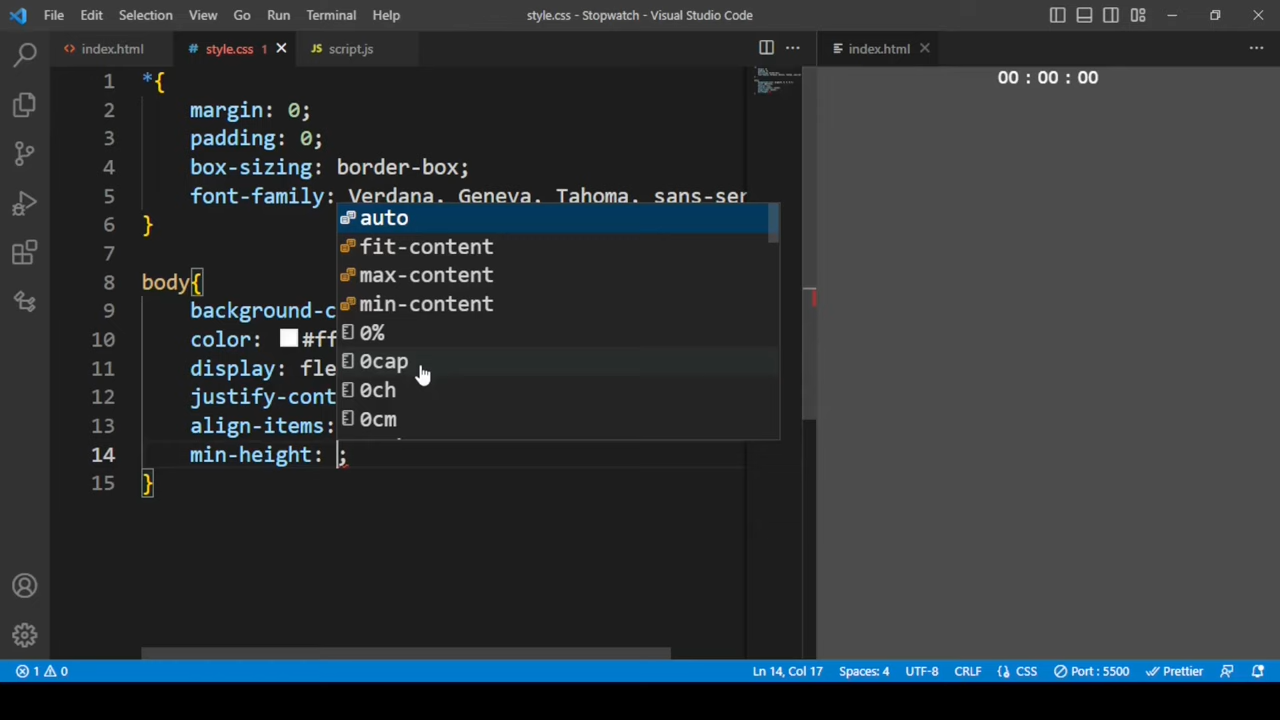 File Edit Selection View Go Run Terminal Help style.css - Stopwatch - Visual Studio Code
<> index.html # style.css 1 JS script.js index.html
1 *{
2 margin: 0;
3 padding: 0;
4 box-sizing: border-box;
5 font-family: Verdana, Geneva, Tahoma, sans-ser
6 }
7
8 body{
9 background-c
10 color: #ff
11 display: fle
12 justify-cont
13 align-items:
14 min-height: ;
15 }
auto
fit-content
max-content
min-content
0%
0cap
0ch
0cm
00 : 00 : 00
1 0 Ln 14, Col 17 Spaces: 4 UTF-8 CRLF {} CSS Port : 5500 Prettier